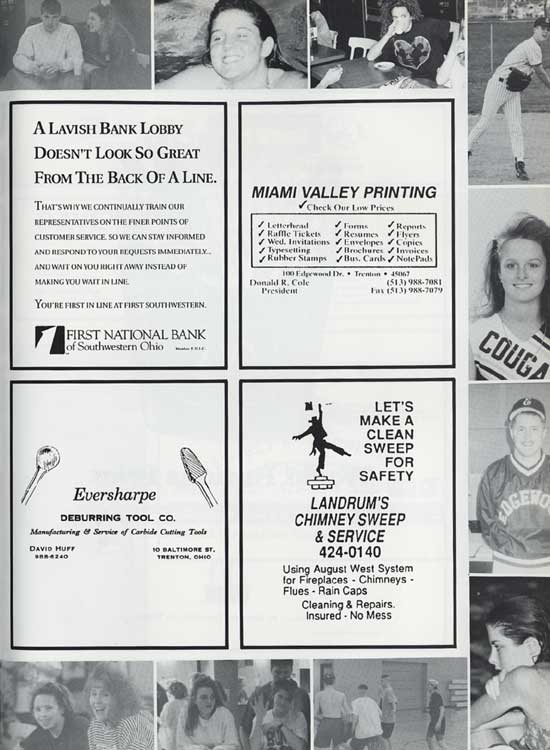 A LAVISH BANK LOBBY
DOESN'T LOOK SO GREAT
FROM THE BACK OF A LINE.
THAT'S WHY WE CONTINUALLY TRAIN OUR
REPRESENTATIVES ON THE FINER POINTS OF
CUSTOMER SERVICE. SO WE CAN STAY INFORMED
AND RESPOND TO YOUR REQUESTS IMMEDIATELY...
AND WAIT ON YOU RIGHT AWAY INSTEAD OF
MAKING YOU WAIT IN LINE.
YOU'RE FIRST IN LINE AT FIRST SOUTHWESTERN.
FIRST NATIONAL BANK
of Southwestern Ohio Member F.D.I.C.
MIAMI VALLEY PRINTING
✓Check Our Low Prices
✓ Letterhead ✓ Forms ✓ Reports
✓ Raffle Tickets ✓ Resumes ✓ Flyers
✓ Wed. Invitations ✓ Envelopes ✓ Copies
✓ Typesetting ✓ Brochures ✓ Invoices
✓ Rubber Stamps ✓ Bus. Cards ✓ NotePads
100 Edgewood Dr. • Trenton • 45067
Donald R. Cole (513) 988-7081
President Fax (513) 988-7079
Eversharpe
DEBURRING TOOL CO.
Manufacturing & Service of Carbide Cutting Tools
DAVID HUFF 10 BALTIMORE ST.
988-6240 TRENTON, OHIO
LET'S
MAKE A
CLEAN
SWEEP
FOR
SAFETY
LANDRUM'S
CHIMNEY SWEEP
& SERVICE
424-0140
Using August West System
for Fireplaces - Chimneys -
Flues - Rain Caps
Cleaning & Repairs.
Insured - No Mess
COUGA
E
EDGEWOO